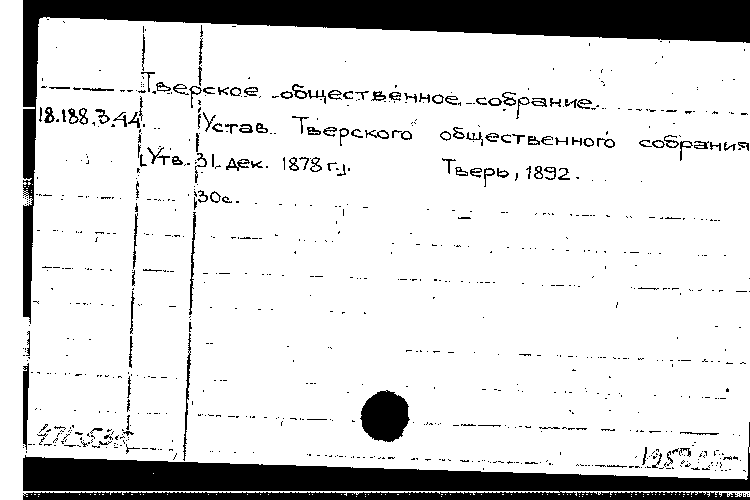 Тверское общественное собрание.
18.188.3.44. Устав Тверского общественного собрания
[Утв. 31 дек. 1878 г.]. Тверь, 1892.
30с.